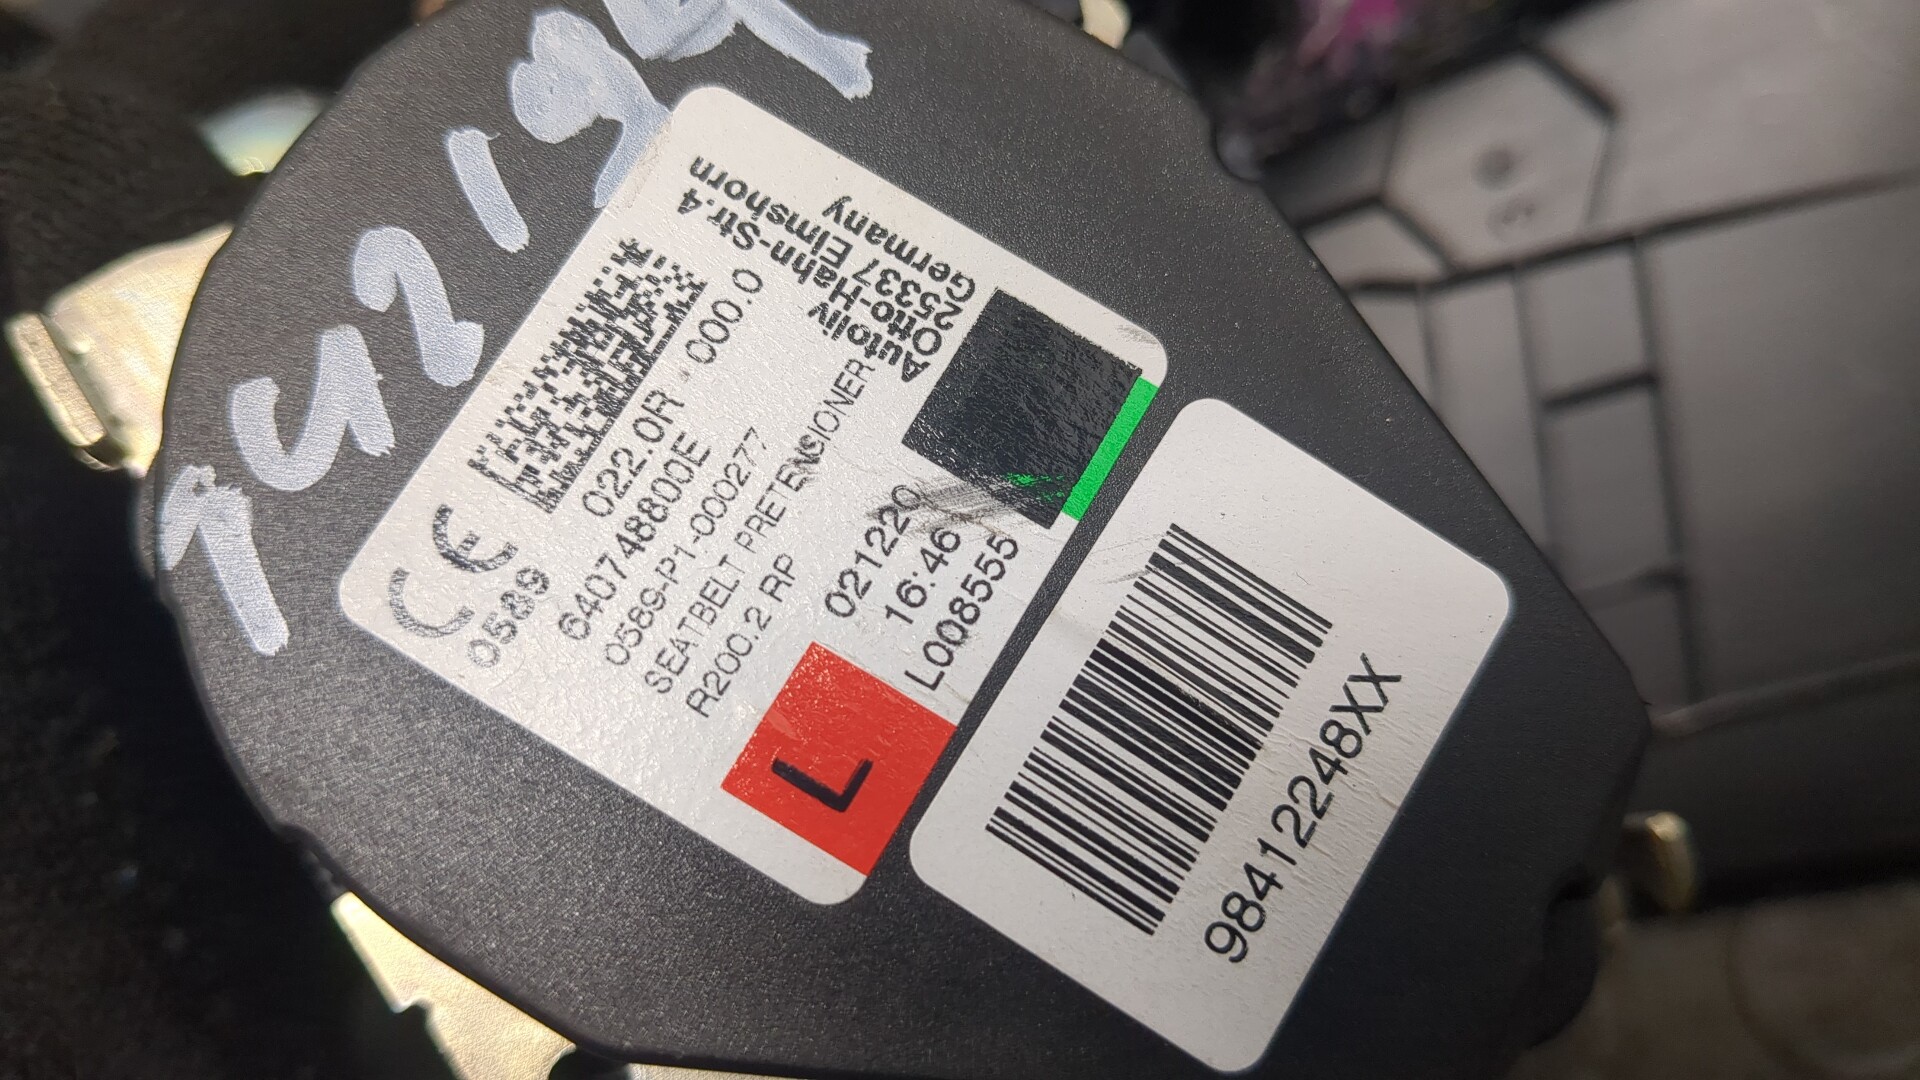 TG219
CE
0589
022.0R 000.0
640748800E
0589-P1-000277
SEATBELT PRETENSIONER
R200.2 RP
Autoliv
Otto-Hahn-Str.4
25337 Elmshorn
Germany
021220
16:46
L008555
L
98412248XX